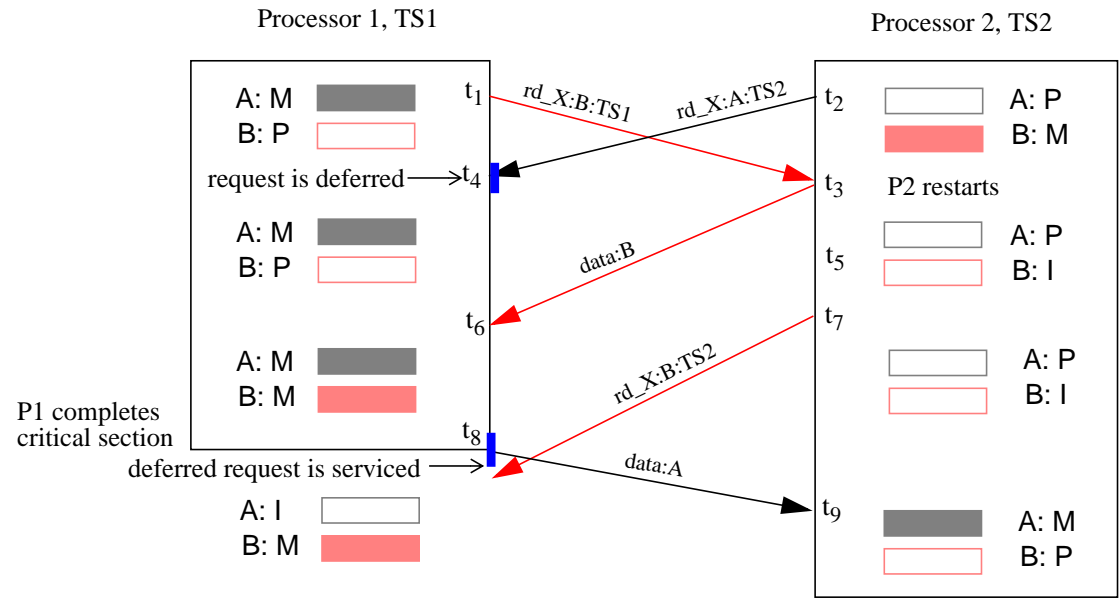 Processor 1, TS1
Processor 2, TS2
A: M
B: P
t1
rd_X:B:TS1
rd_X:A:TS2
t2
A: P
B: M
request is deferred
t4
t3
P2 restarts
A: M
B: P
data:B
t5
A: P
B: I
t6
t7
A: M
B: M
rd_X:B:TS2
A: P
B: I
P1 completes
critical section
t8
deferred request is serviced
data:A
A: I
B: M
t9
A: M
B: P